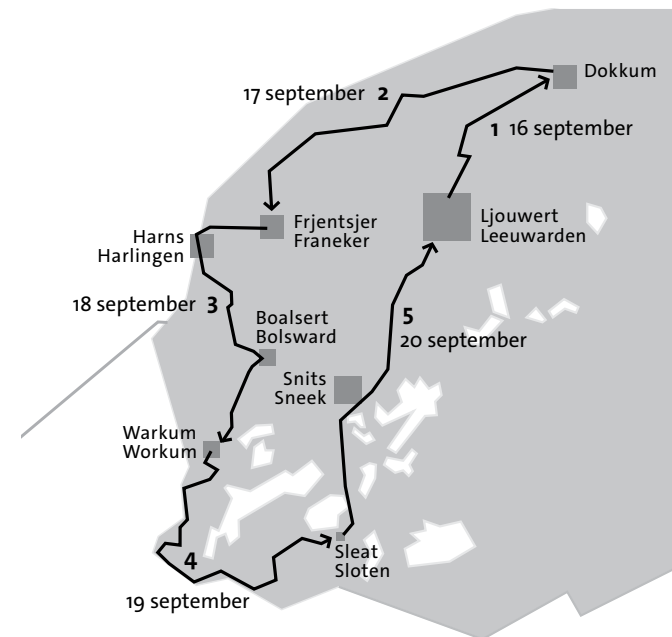 Dokkum
17 september 2
1 16 september
Ljouwert
Leeuwarden
Frjentsjer
Franeker
Harns
Harlingen
18 september 3
Boalsert
Bolsward
5
20 september
Snits
Sneek
Warkum
Workum
Sleat
Sloten
4
19 september